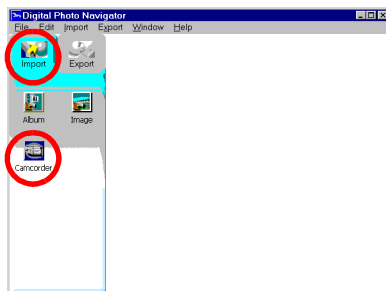 Digital Photo Navigator
File Edit Import Export Window Help
Import Export
Album Image
Camcorder